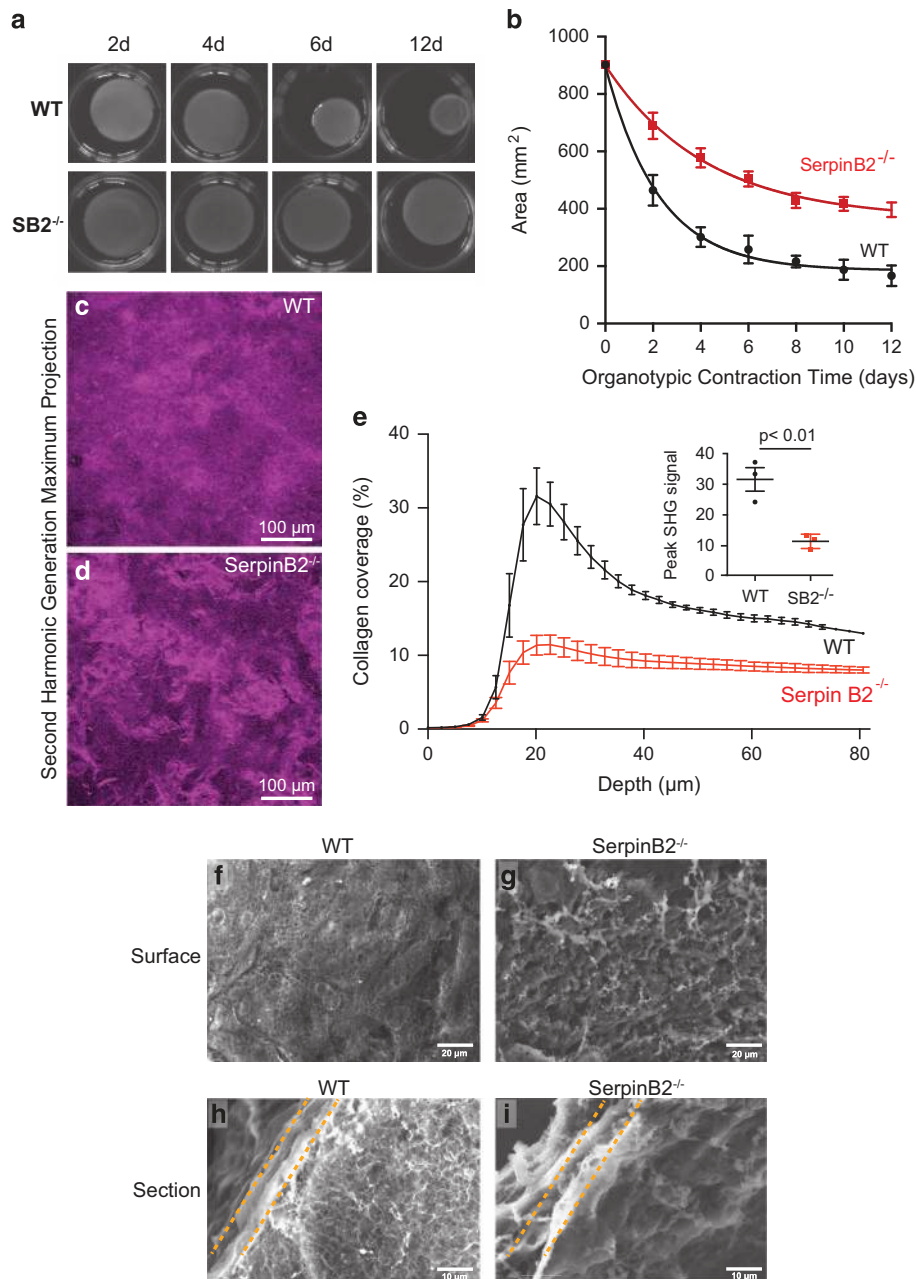 a
2d 4d 6d 12d
WT
SB2-/-
b
1000
800
600
400
200
0
Area (mm2)
SerpinB2-/-
WT
0 2 4 6 8 10 12
Organotypic Contraction Time (days)
Second Harmonic Generation Maximum Projection
c
WT
100 µm
d
SerpinB2-/-
100 µm
e
40
30
20
10
0
Collagen coverage (%)
p< 0.01
40
30
20
10
0
Peak SHG signal
WT SB2-/-
WT
Serpin B2-/-
0 20 40 60 80
Depth (µm)
WT
SerpinB2-/-
f
g
Surface
20 µm
20 µm
WT
SerpinB2-/-
h
i
Section
10 µm
10 µm